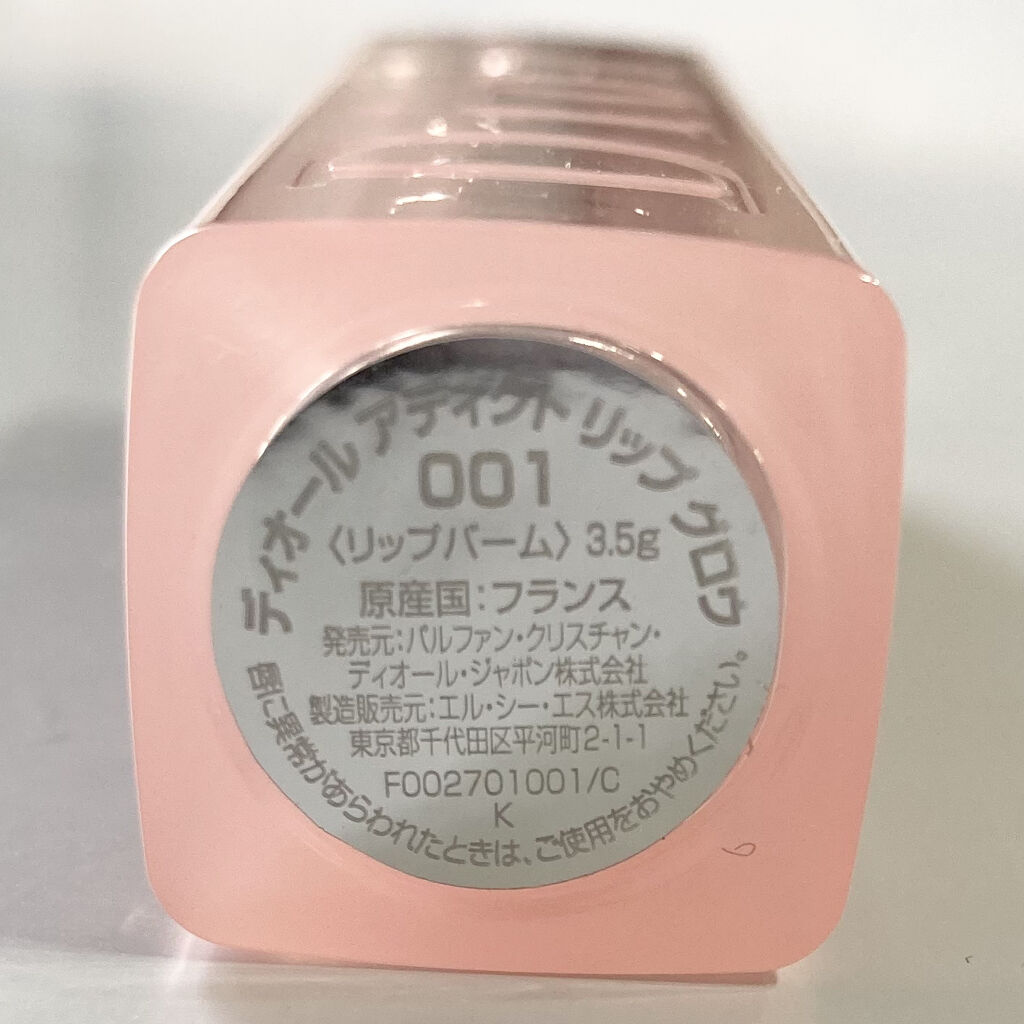 ディオール アディクト リップ グロウ
001
〈リップバーム〉 3.5g
原産国:フランス
発売元:パルファン・クリスチャン・
ディオール・ジャポン株式会社
製造販売元:エル・シー・エス株式会社
東京都千代田区平河町2-1-1
F002701001/C
K
唇に異常があらわれたときは、ご使用をおやめください。